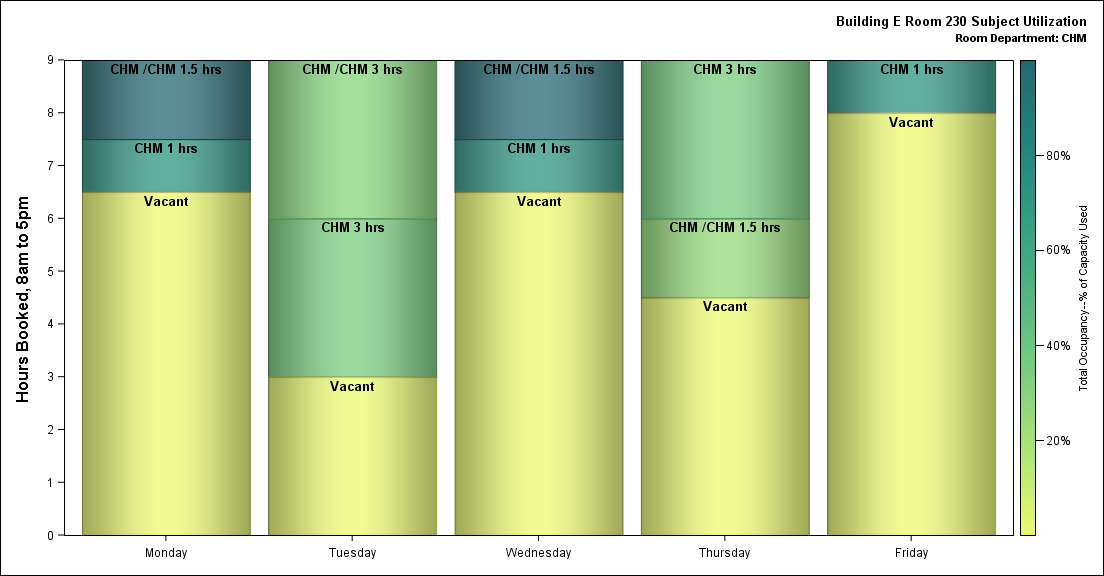 Building E Room 230 Subject Utilization
Room Department: CHM
Hours Booked, 8am to 5pm
9
8
7
6
5
4
3
2
1
0
CHM /CHM 1.5 hrs
CHM 1 hrs
Vacant
CHM /CHM 3 hrs
CHM 3 hrs
Vacant
CHM /CHM 1.5 hrs
CHM 1 hrs
Vacant
CHM 3 hrs
CHM /CHM 1.5 hrs
Vacant
CHM 1 hrs
Vacant
Monday
Tuesday
Wednesday
Thursday
Friday
80%
60%
40%
20%
Total Occupancy--% of Capacity Used